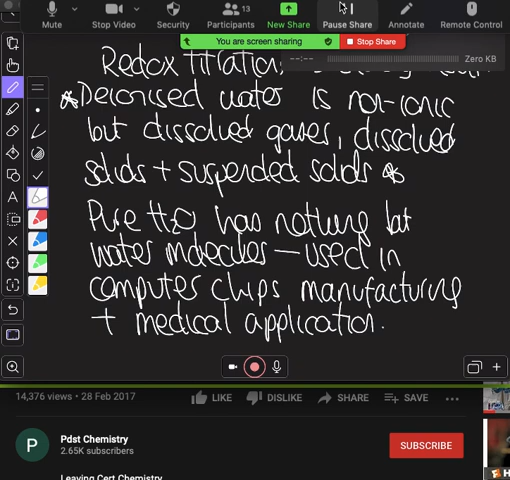 13
Mute
Stop Video
Security
Participants
New Share
Pause Share
Annotate
Remote Control
You are screen sharing
Stop Share
--:--
Zero KB
Redox titration
*Deionised water is non-ionic
but dissolved gases, dissolved
solids + suspended solids *
Pure H2O has nothing but
water molecules – used in
computer chips manufacturing
+ medical application.
14,376 views • 28 Feb 2017
LIKE
DISLIKE
SHARE
SAVE
P
Pdst Chemistry
2.65K subscribers
SUBSCRIBE
Leaving Cert Chemistry